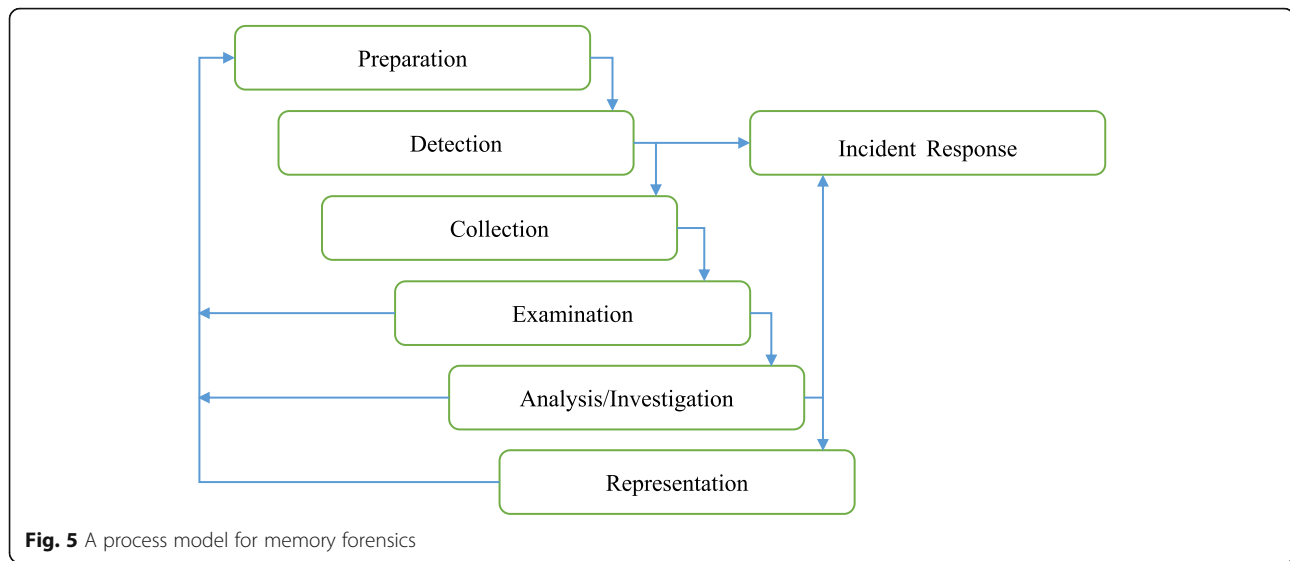 Preparation
Detection
Incident Response
Collection
Examination
Analysis/Investigation
Representation
Fig. 5 A process model for memory forensics